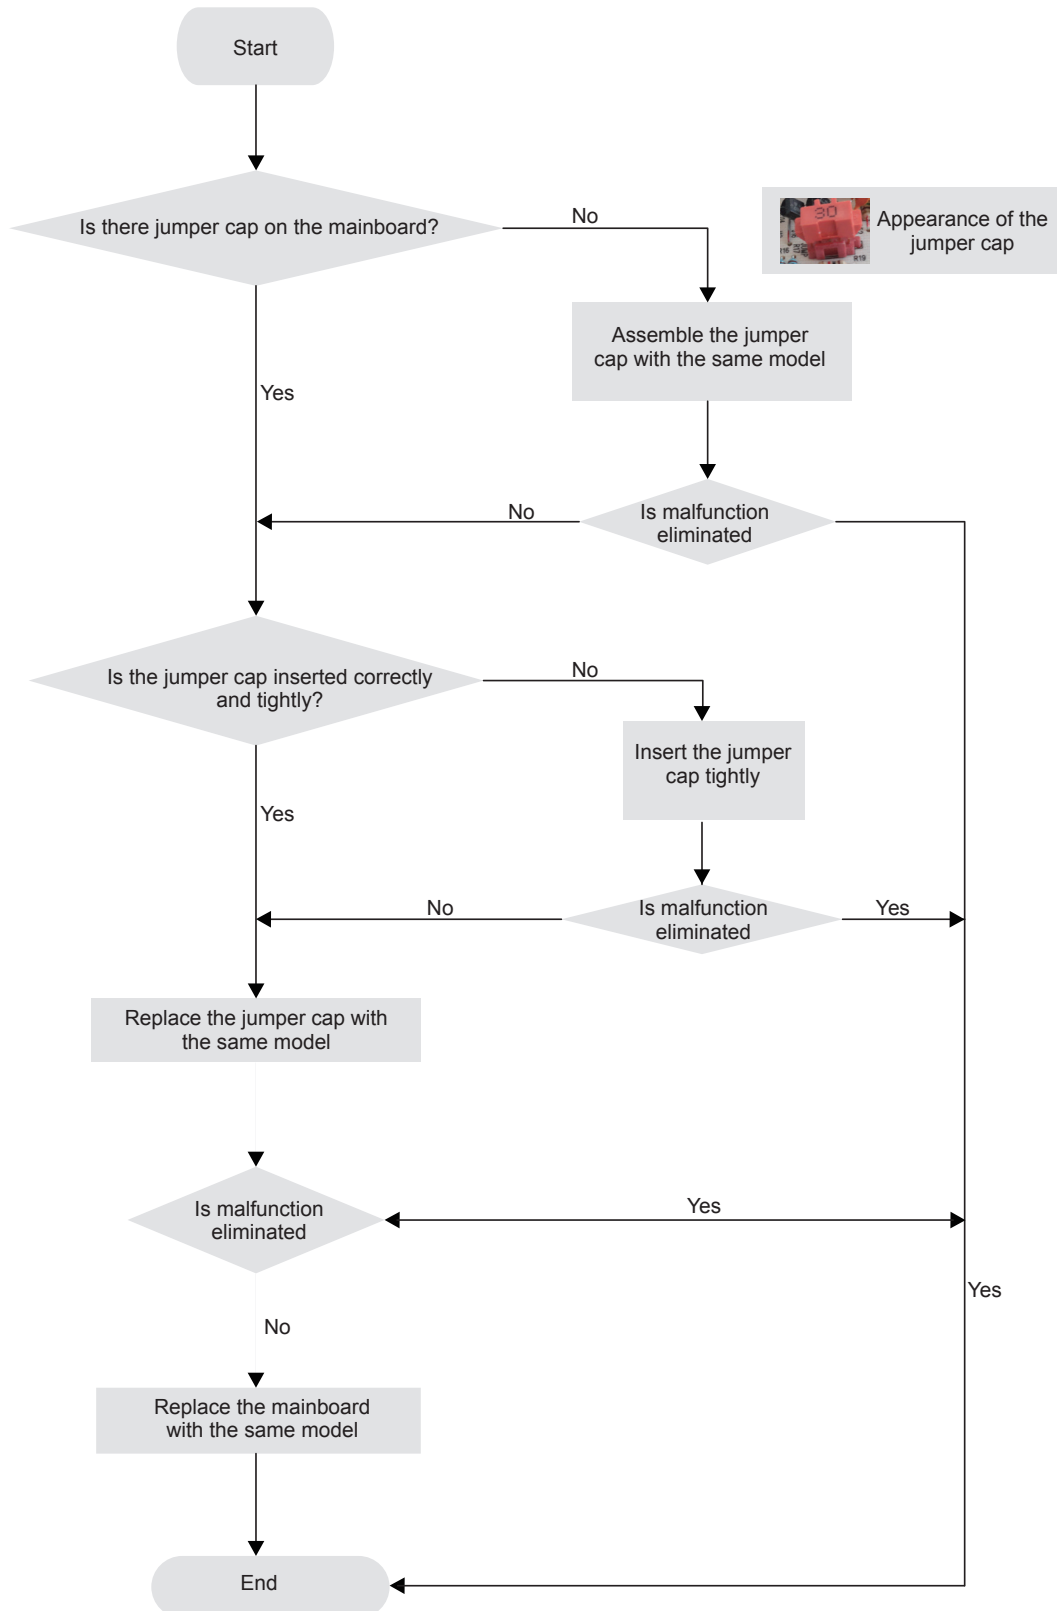 Start
Is there jumper cap on the mainboard?
No
30
Appearance of the
jumper cap
Assemble the jumper
cap with the same model
Yes
No
Is malfunction
eliminated
Is the jumper cap inserted correctly
and tightly?
No
Insert the jumper
cap tightly
Yes
No
Is malfunction
eliminated
Yes
Replace the jumper cap with
the same model
Is malfunction
eliminated
Yes
Yes
No
Replace the mainboard
with the same model
End